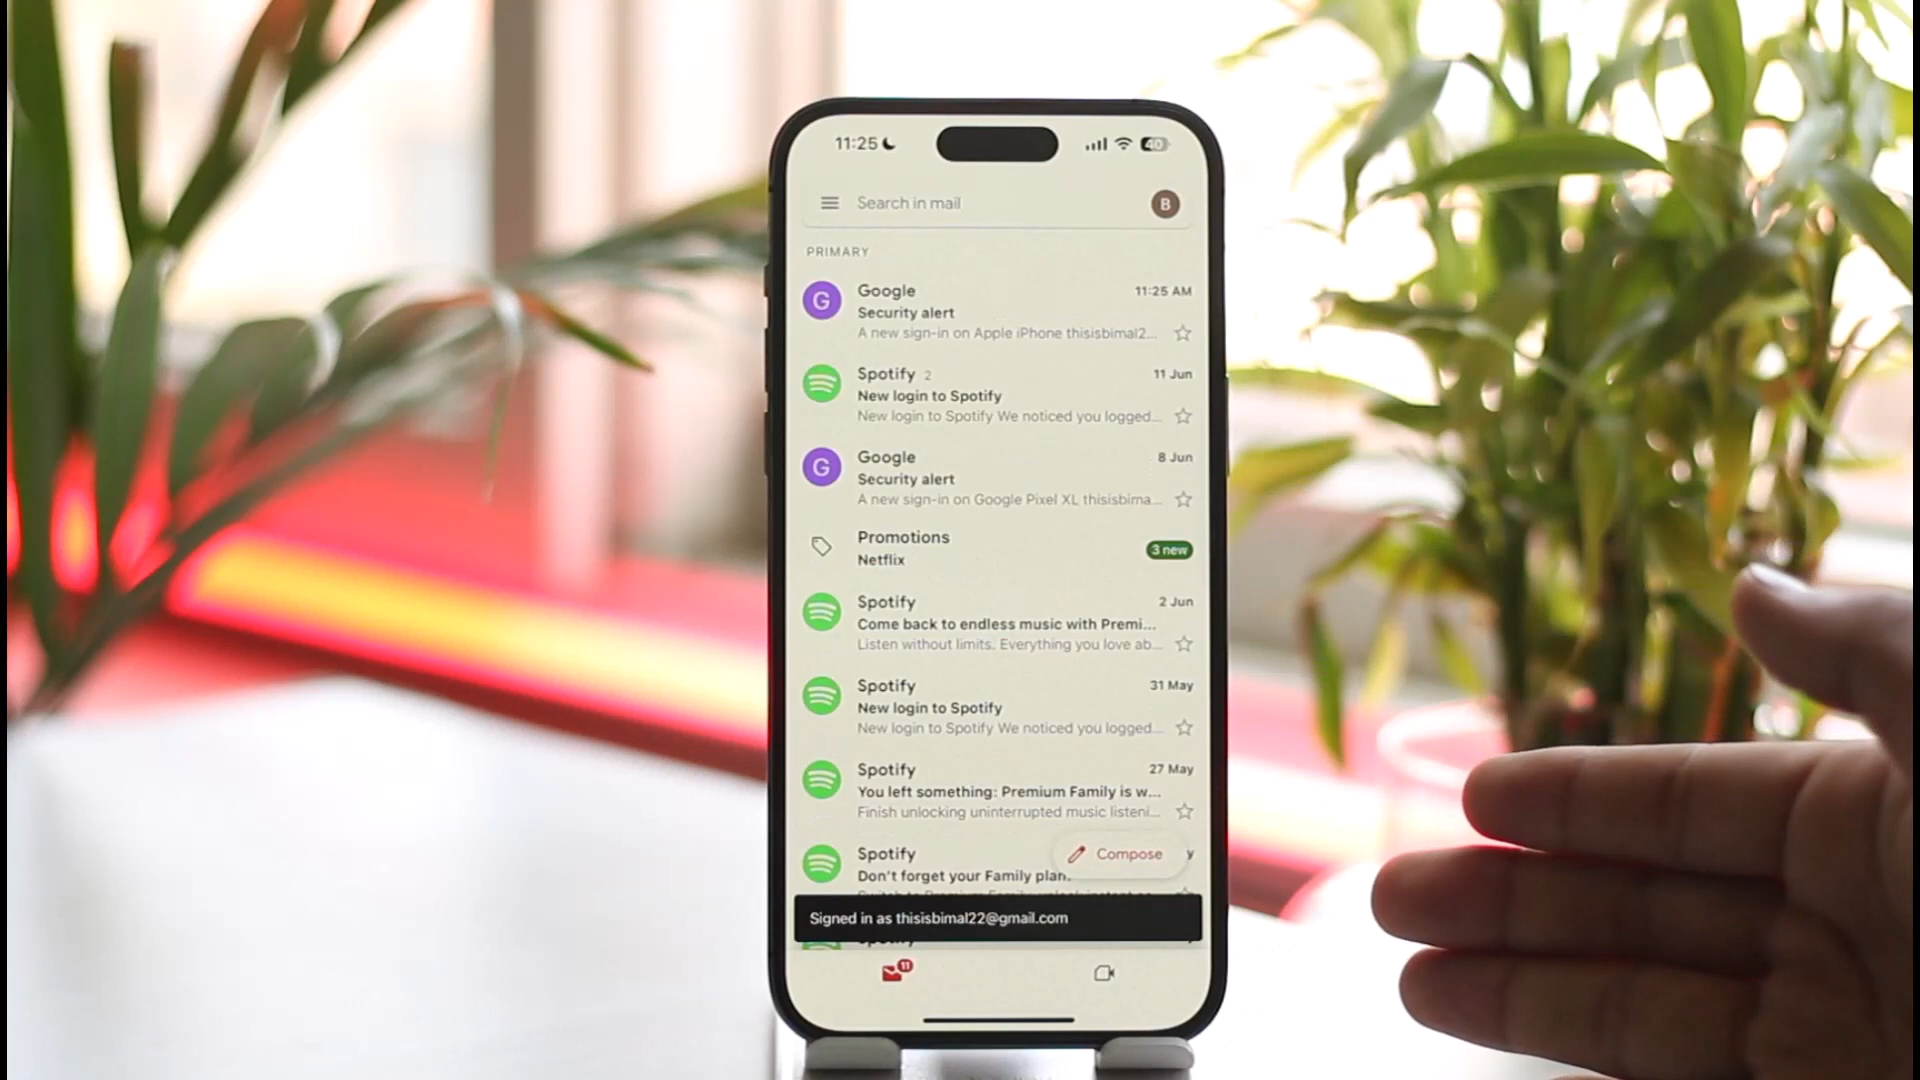 11:25
40
Search in mail
B
PRIMARY
G
Google
11:25 AM
Security alert
A new sign-in on Apple iPhone thisisbimal2...
Spotify 2
11 Jun
New login to Spotify
New login to Spotify We noticed you logged...
G
Google
8 Jun
Security alert
A new sign-in on Google Pixel XL thisisbima...
Promotions
Netflix
3 new
Spotify
2 Jun
Come back to endless music with Premi...
Listen without limits. Everything you love ab...
Spotify
31 May
New login to Spotify
New login to Spotify We noticed you logged...
Spotify
27 May
You left something: Premium Family is w...
Finish unlocking uninterrupted music listeni...
Spotify
y
Don't forget your Family plan.
Compose
Signed in as thisisbimal22@gmail.com
11